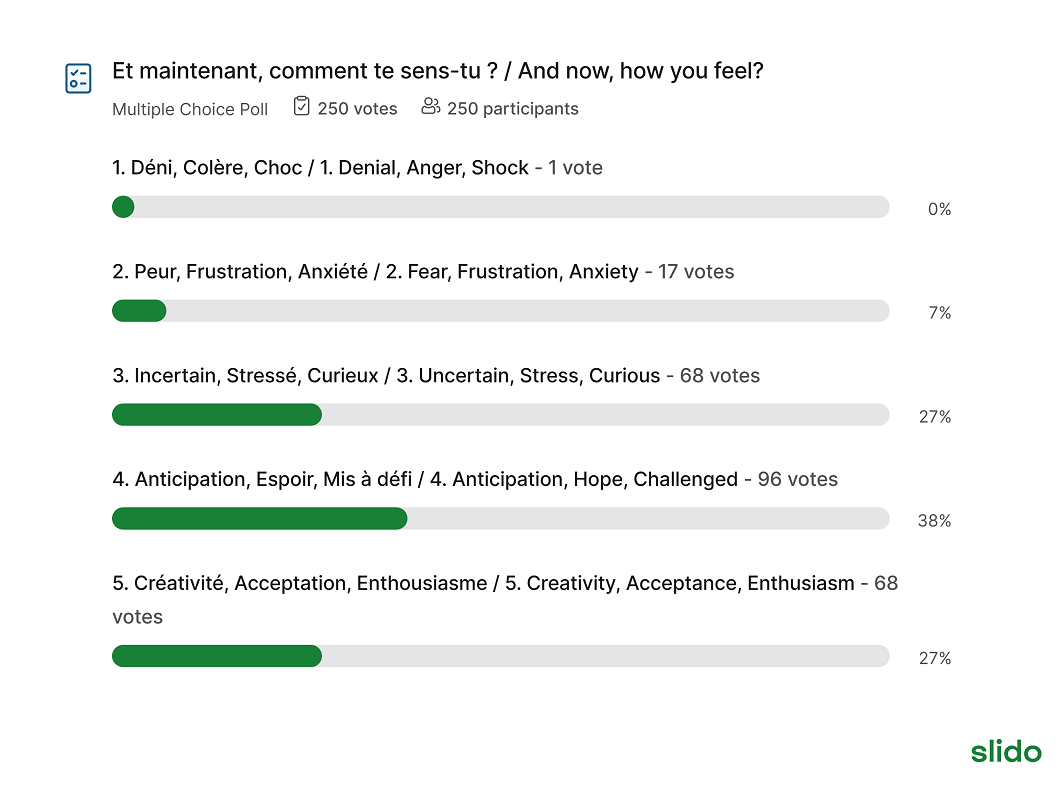 Et maintenant, comment te sens-tu ? / And now, how you feel?
Multiple Choice Poll 250 votes 250 participants
1. Déni, Colère, Choc / 1. Denial, Anger, Shock - 1 vote
0%
2. Peur, Frustration, Anxiété / 2. Fear, Frustration, Anxiety - 17 votes
7%
3. Incertain, Stressé, Curieux / 3. Uncertain, Stress, Curious - 68 votes
27%
4. Anticipation, Espoir, Mis à défi / 4. Anticipation, Hope, Challenged - 96 votes
38%
5. Créativité, Acceptation, Enthousiasme / 5. Creativity, Acceptance, Enthusiasm - 68
votes
27%
slido